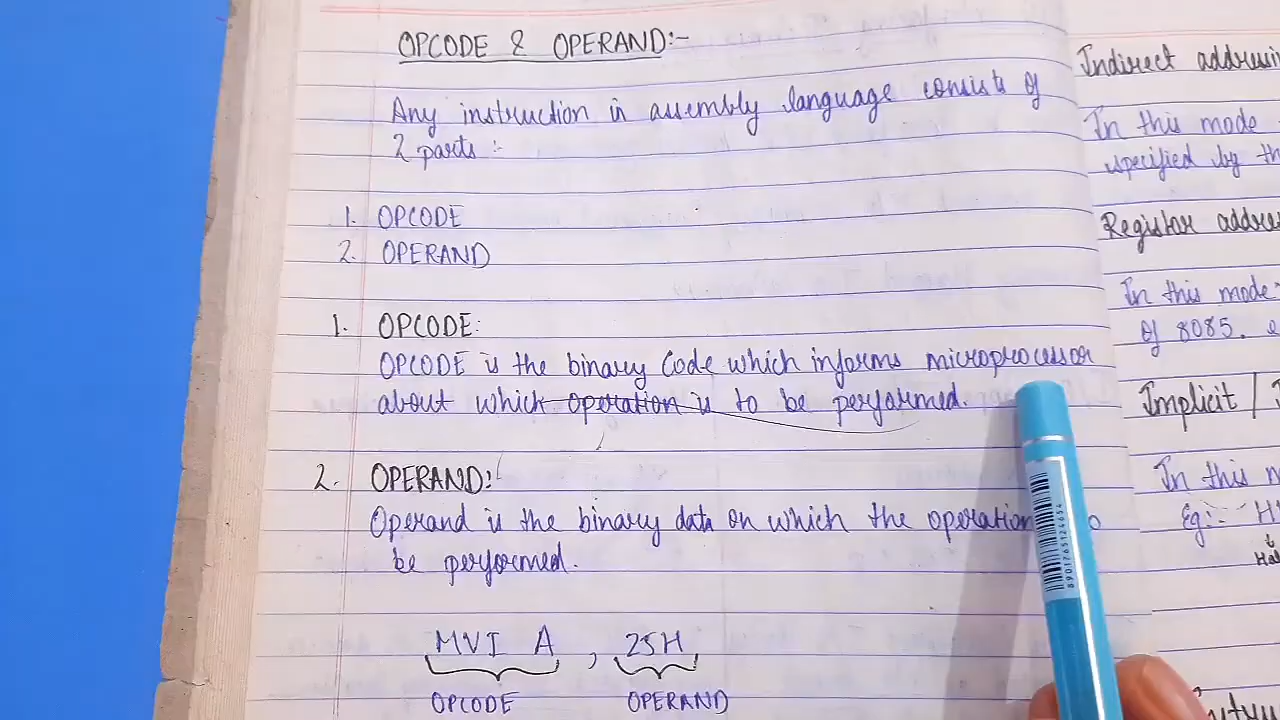 OPCODE & OPERAND:-
Any instruction in assembly language consists of
2 parts :-
1. OPCODE
2. OPERAND
1. OPCODE:
OPCODE is the binary Code which informs microprocessor
about which operation is to be performed.
2. OPERAND:
Operand is the binary data on which the operation
be performed.
MVI A , 25H
OPCODE OPERAND
Indirect
In this mode
specified by
Register
In this mode
of 8085.
Implicit /
In this
Eg:-
8901765124654